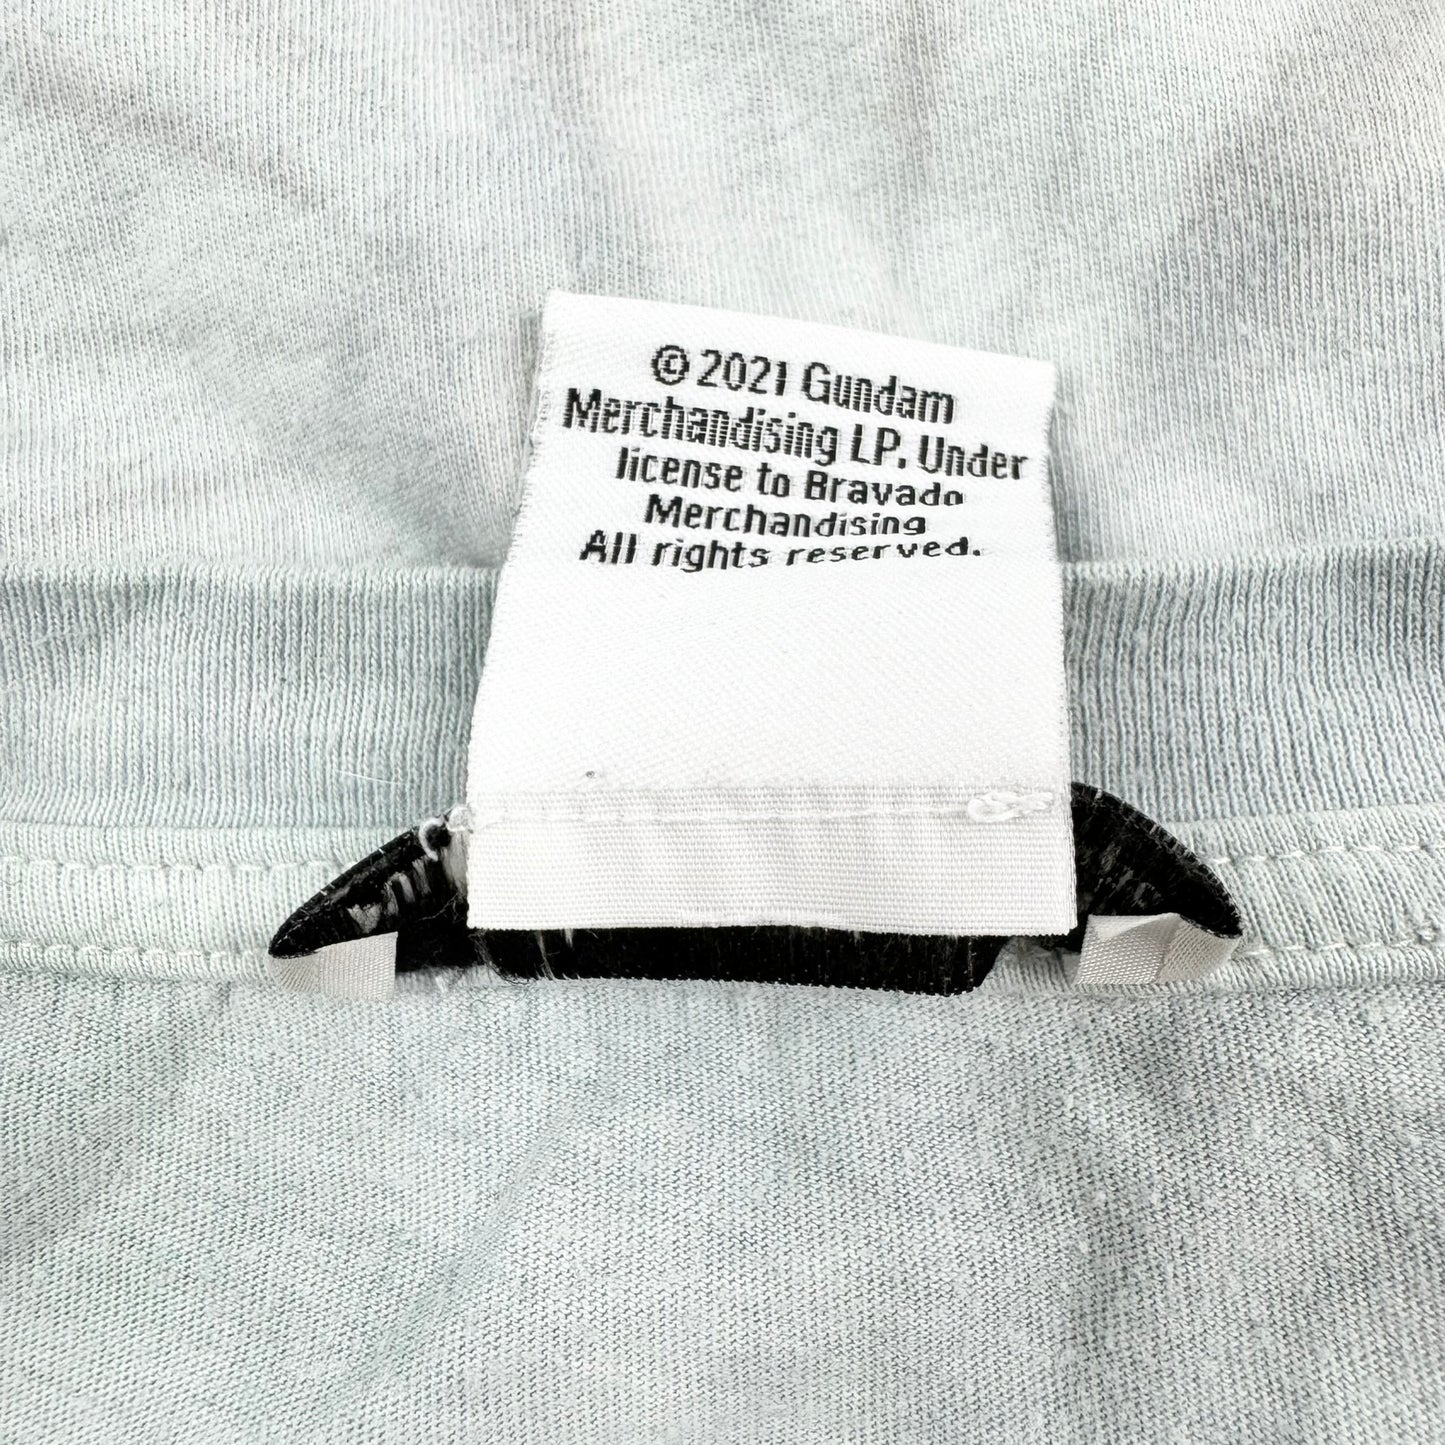 © 2021 Gundam
Merchandising LP. Under
license to Bravado
Merchandising
All rights reserved.